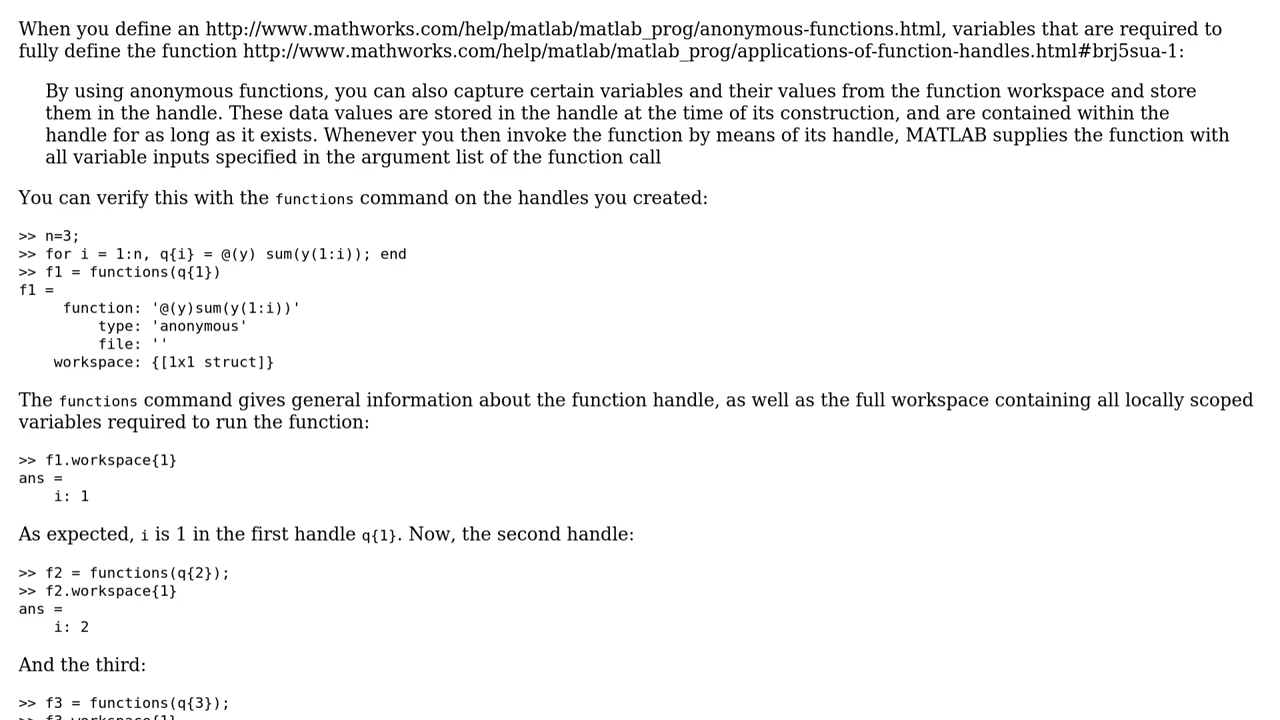 When you define an http://www.mathworks.com/help/matlab/matlab_prog/anonymous-functions.html, variables that are required to
fully define the function http://www.mathworks.com/help/matlab/matlab_prog/applications-of-function-handles.html#brj5sua-1:
By using anonymous functions, you can also capture certain variables and their values from the function workspace and store
them in the handle. These data values are stored in the handle at the time of its construction, and are contained within the
handle for as long as it exists. Whenever you then invoke the function by means of its handle, MATLAB supplies the function with
all variable inputs specified in the argument list of the function call
You can verify this with the functions command on the handles you created:
>> n=3;
>> for i = 1:n, q{i} = @(y) sum(y(1:i)); end
>> f1 = functions(q{1})
f1 =
     function: '@(y)sum(y(1:i))'
         type: 'anonymous'
         file: ''
    workspace: {[1x1 struct]}
The functions command gives general information about the function handle, as well as the full workspace containing all locally scoped
variables required to run the function:
>> f1.workspace{1}
ans =
    i: 1
As expected, i is 1 in the first handle q{1}. Now, the second handle:
>> f2 = functions(q{2});
>> f2.workspace{1}
ans =
    i: 2
And the third:
>> f3 = functions(q{3});
>> f3.workspace{1}